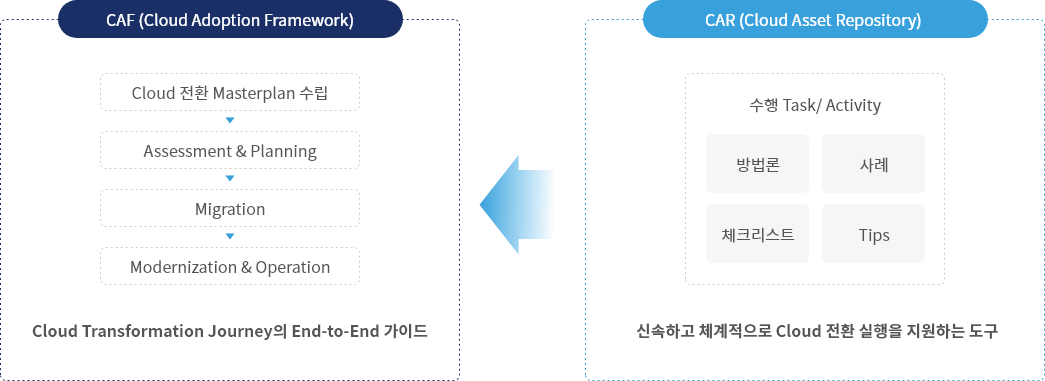 CAF (Cloud Adoption Framework)
Cloud 전환 Masterplan 수립
Assessment & Planning
Migration
Modernization & Operation
Cloud Transformation Journey의 End-to-End 가이드
CAR (Cloud Asset Repository)
수행 Task/ Activity
방법론
사례
체크리스트
Tips
신속하고 체계적으로 Cloud 전환 실행을 지원하는 도구